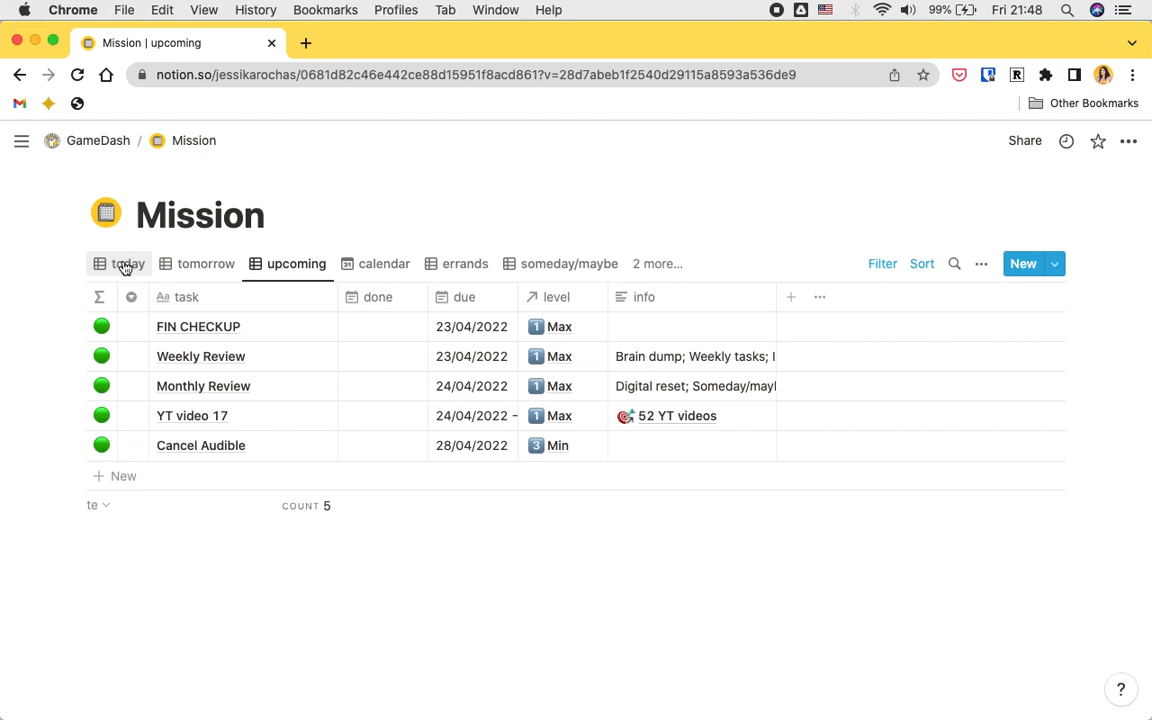 Chrome File Edit View History Bookmarks Profiles Tab Window Help 99% Fri 21:48
Mission | upcoming
notion.so/jessikarochas/0681d82c46e442ce88d15951f8acd861?v=28d7abeb1f2540d29115a8593a536de9
Other Bookmarks
GameDash / Mission Share
Mission
today tomorrow upcoming calendar errands someday/maybe 2 more... Filter Sort New
Aa task done due level info
FIN CHECKUP 23/04/2022 1 Max
Weekly Review 23/04/2022 1 Max Brain dump; Weekly tasks; I
Monthly Review 24/04/2022 1 Max Digital reset; Someday/mayl
YT video 17 24/04/2022 - 1 Max 52 YT videos
Cancel Audible 28/04/2022 3 Min
+ New
te COUNT 5
?